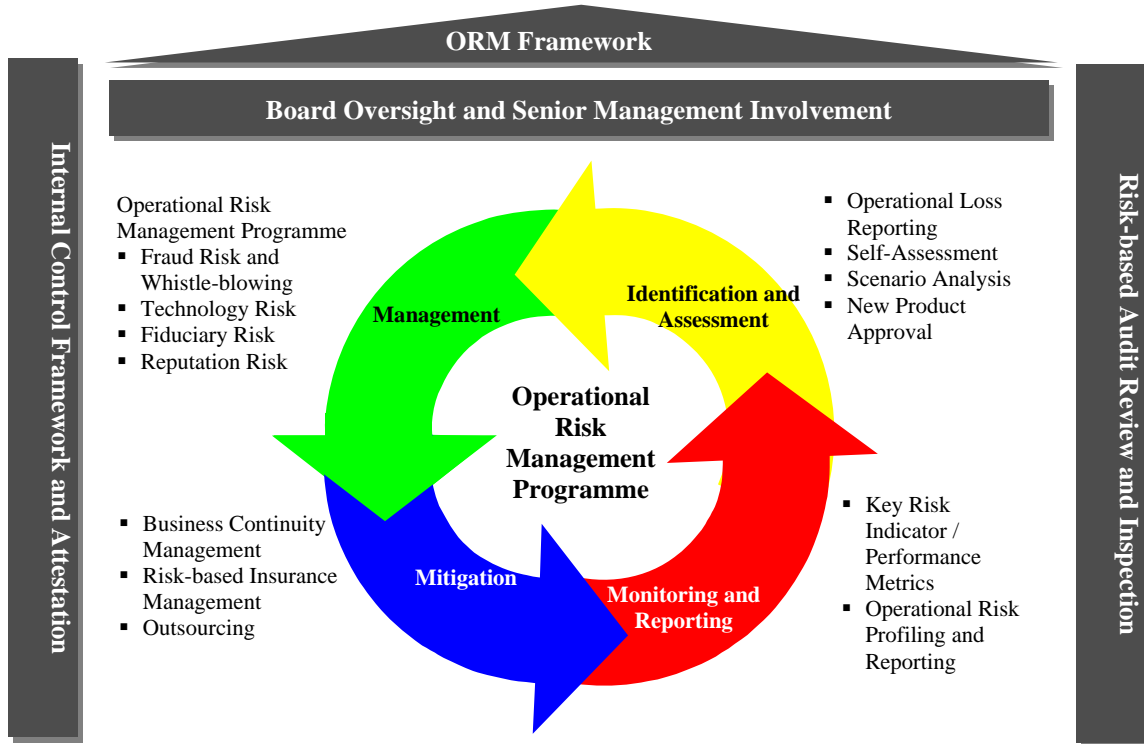 ORM Framework
Board Oversight and Senior Management Involvement
Internal Control Framework and Attestation
Operational Risk
Management Programme
▪ Fraud Risk and
Whistle-blowing
▪ Technology Risk
▪ Fiduciary Risk
▪ Reputation Risk
Management
Identification and
Assessment
▪ Operational Loss
Reporting
▪ Self-Assessment
▪ Scenario Analysis
▪ New Product
Approval
Operational
Risk
Management
Programme
▪ Business Continuity
Management
▪ Risk-based Insurance
Management
▪ Outsourcing
Mitigation
Monitoring and
Reporting
▪ Key Risk
Indicator /
Performance
Metrics
▪ Operational Risk
Profiling and
Reporting
Risk-based Audit Review and Inspection